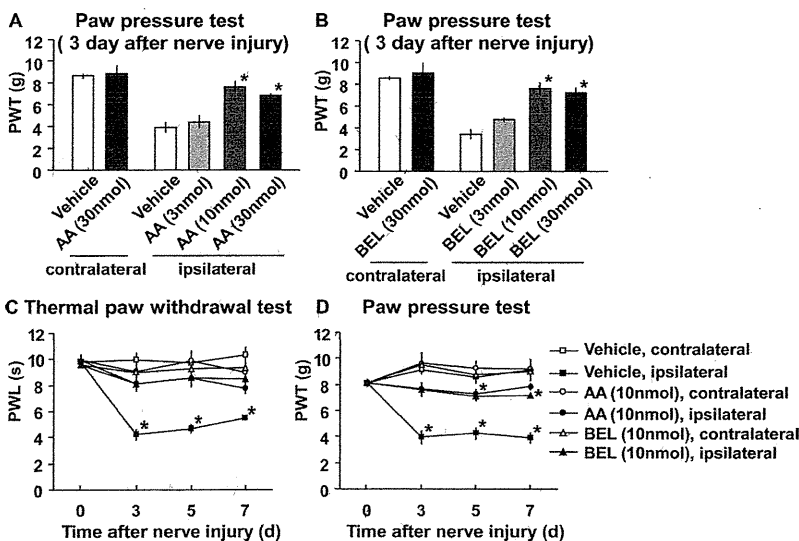 A Paw pressure test
( 3 day after nerve injury)
12
10
8
6
4
2
0
PWT (g)
*
*
Vehicle
AA (30nmol)
Vehicle
AA (3nmol)
AA (10nmol)
AA (30nmol)
contralateral
ipsilateral
B Paw pressure test
( 3 day after nerve injury)
12
10
8
6
4
2
0
PWT (g)
*
*
Vehicle
BEL (30nmol)
Vehicle
BEL (3nmol)
BEL (10nmol)
BEL (30nmol)
contralateral
ipsilateral
C Thermal paw withdrawal test
12
10
8
6
4
2
0
PWL (s)
*
*
*
0 3 5 7
Time after nerve injury (d)
D Paw pressure test
12
10
8
6
4
2
0
PWT (g)
*
*
*
*
*
0 3 5 7
Time after nerve injury (d)
Vehicle, contralateral
Vehicle, ipsilateral
AA (10nmol), contralateral
AA (10nmol), ipsilateral
BEL (10nmol), contralateral
BEL (10nmol), ipsilateral